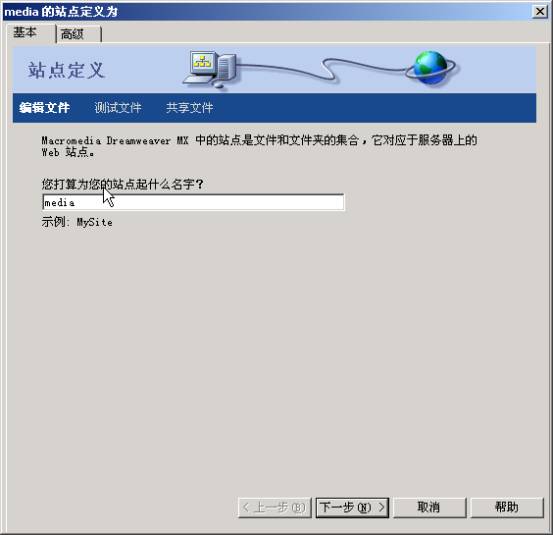 media 的站点定义为
基本 高级
站点定义
编辑文件 测试文件 共享文件
Macromedia Dreamweaver MX 中的站点是文件和文件夹的集合，它对应于服务器上的
Web 站点。
您打算为您的站点起什么名字？
media
示例: MySite
< 上一步(B) 下一步(N) > 取消 帮助